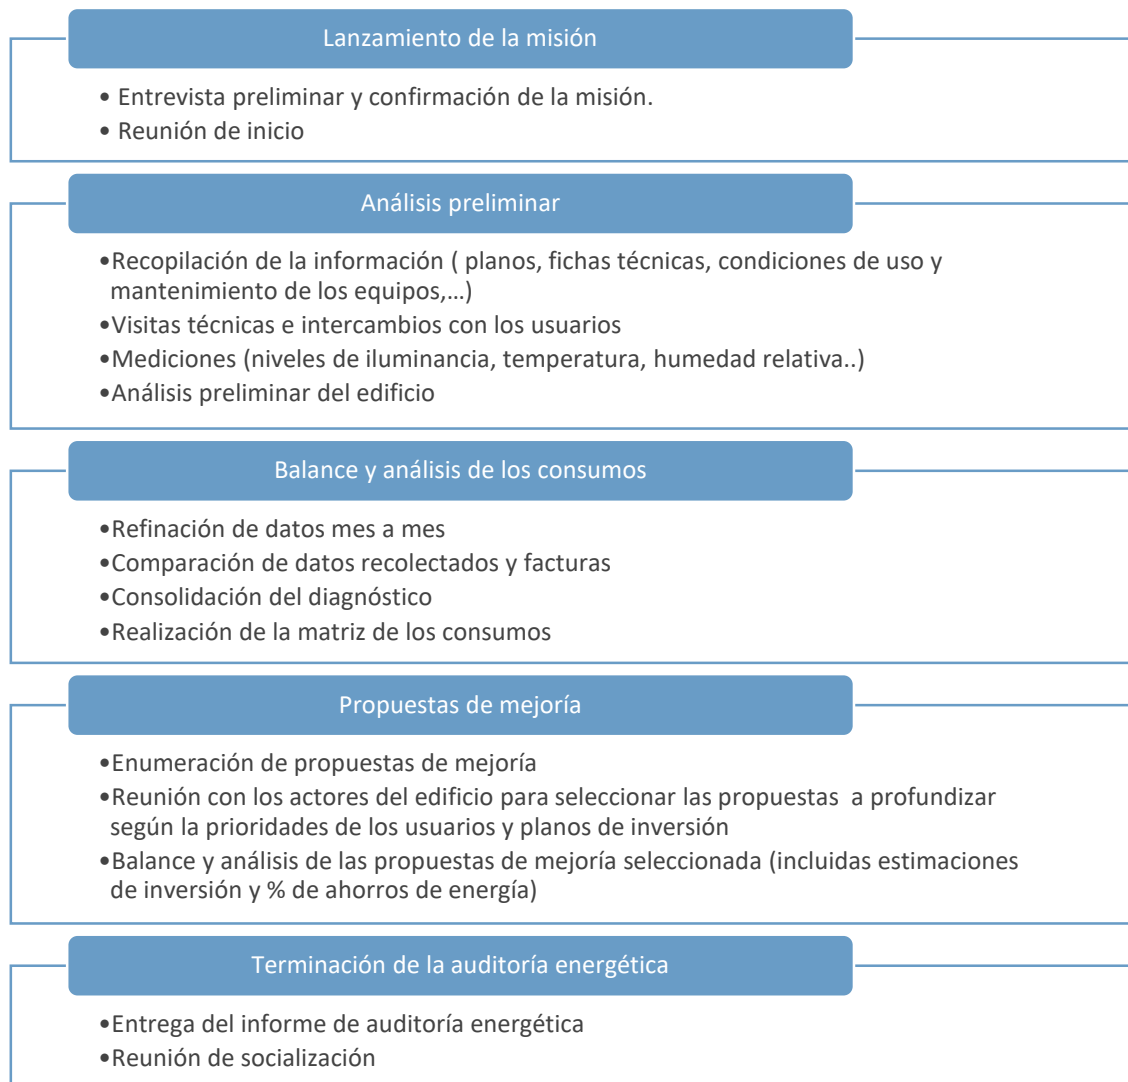 Lanzamiento de la misión
• Entrevista preliminar y confirmación de la misión.
• Reunión de inicio
Análisis preliminar
•Recopilación de la información ( planos, fichas técnicas, condiciones de uso y
mantenimiento de los equipos,…)
•Visitas técnicas e intercambios con los usuarios
•Mediciones (niveles de iluminancia, temperatura, humedad relativa..)
•Análisis preliminar del edificio
Balance y análisis de los consumos
•Refinación de datos mes a mes
•Comparación de datos recolectados y facturas
•Consolidación del diagnóstico
•Realización de la matriz de los consumos
Propuestas de mejoría
•Enumeración de propuestas de mejoría
•Reunión con los actores del edificio para seleccionar las propuestas  a profundizar
según la prioridades de los usuarios y planos de inversión
•Balance y análisis de las propuestas de mejoría seleccionada (incluidas estimaciones
de inversión y % de ahorros de energía)
Terminación de la auditoría energética
•Entrega del informe de auditoría energética
•Reunión de socialización